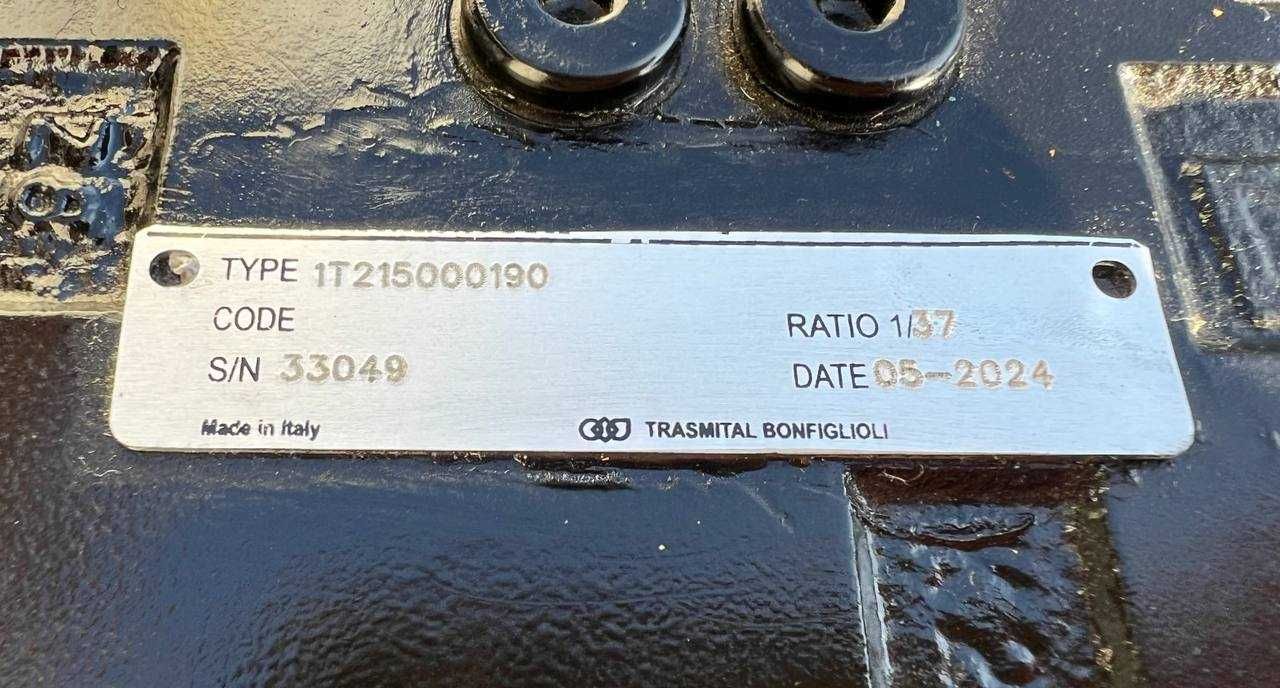 TYPE 1T215000190
CODE
RATIO 1/37
S/N 33049
DATE 05-2024
Made in Italy
TRASMITAL BONFIGLIOLI